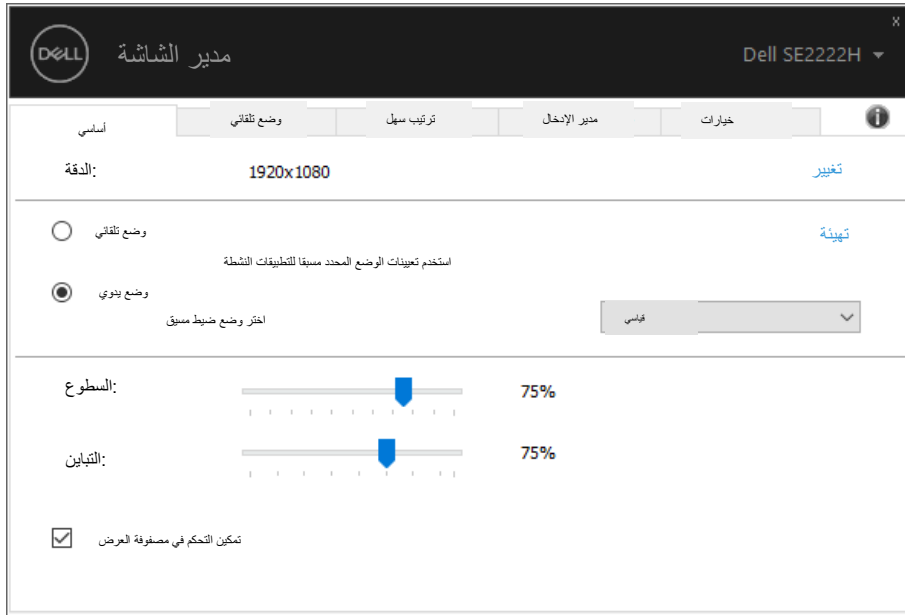 x
DELL
مدير الشاشة
Dell SE2222H
أساسي
وضع تلقائي
ترتيب سهل
مدير الإدخال
خيارات
الدقة:
1920x1080
تغيير
وضع تلقائي
تهيئة
استخدم تعيينات الوضع المحدد مسبقا للتطبيقات النشطة
وضع يدوي
اختر وضع ضيط مسيق
قياسي
السطوع:
75%
التباين:
75%
تمكين التحكم في مصفوفة العرض